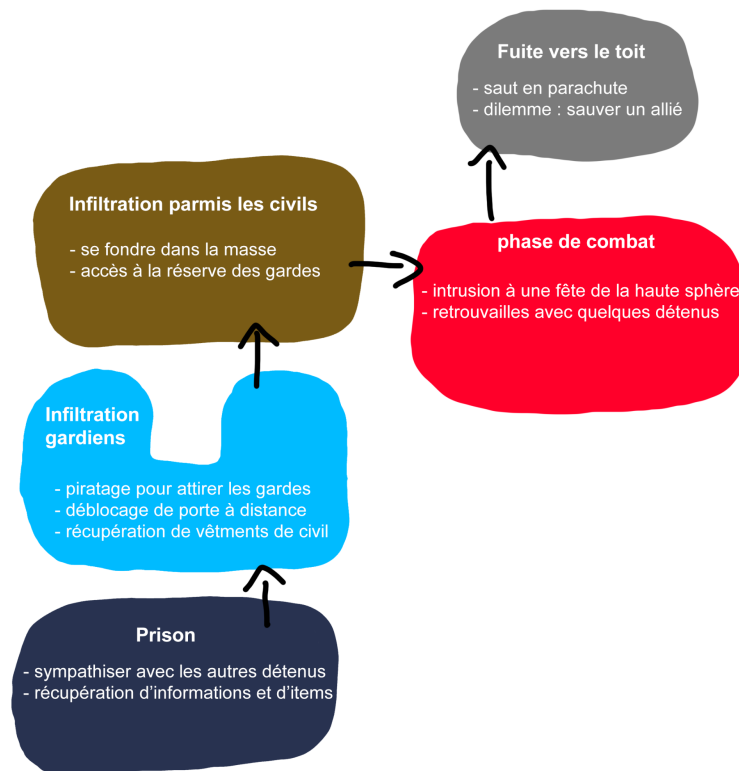 Fuite vers le toit
- saut en parachute
- dilemme : sauver un allié
Infiltration parmis les civils
- se fondre dans la masse
- accès à la réserve des gardes
phase de combat
- intrusion à une fête de la haute sphère
- retrouvailles avec quelques détenus
Infiltration
gardiens
- piratage pour attirer les gardes
- déblocage de porte à distance
- récupération de vêtments de civil
Prison
- sympathiser avec les autres détenus
- récupération d’informations et d’items